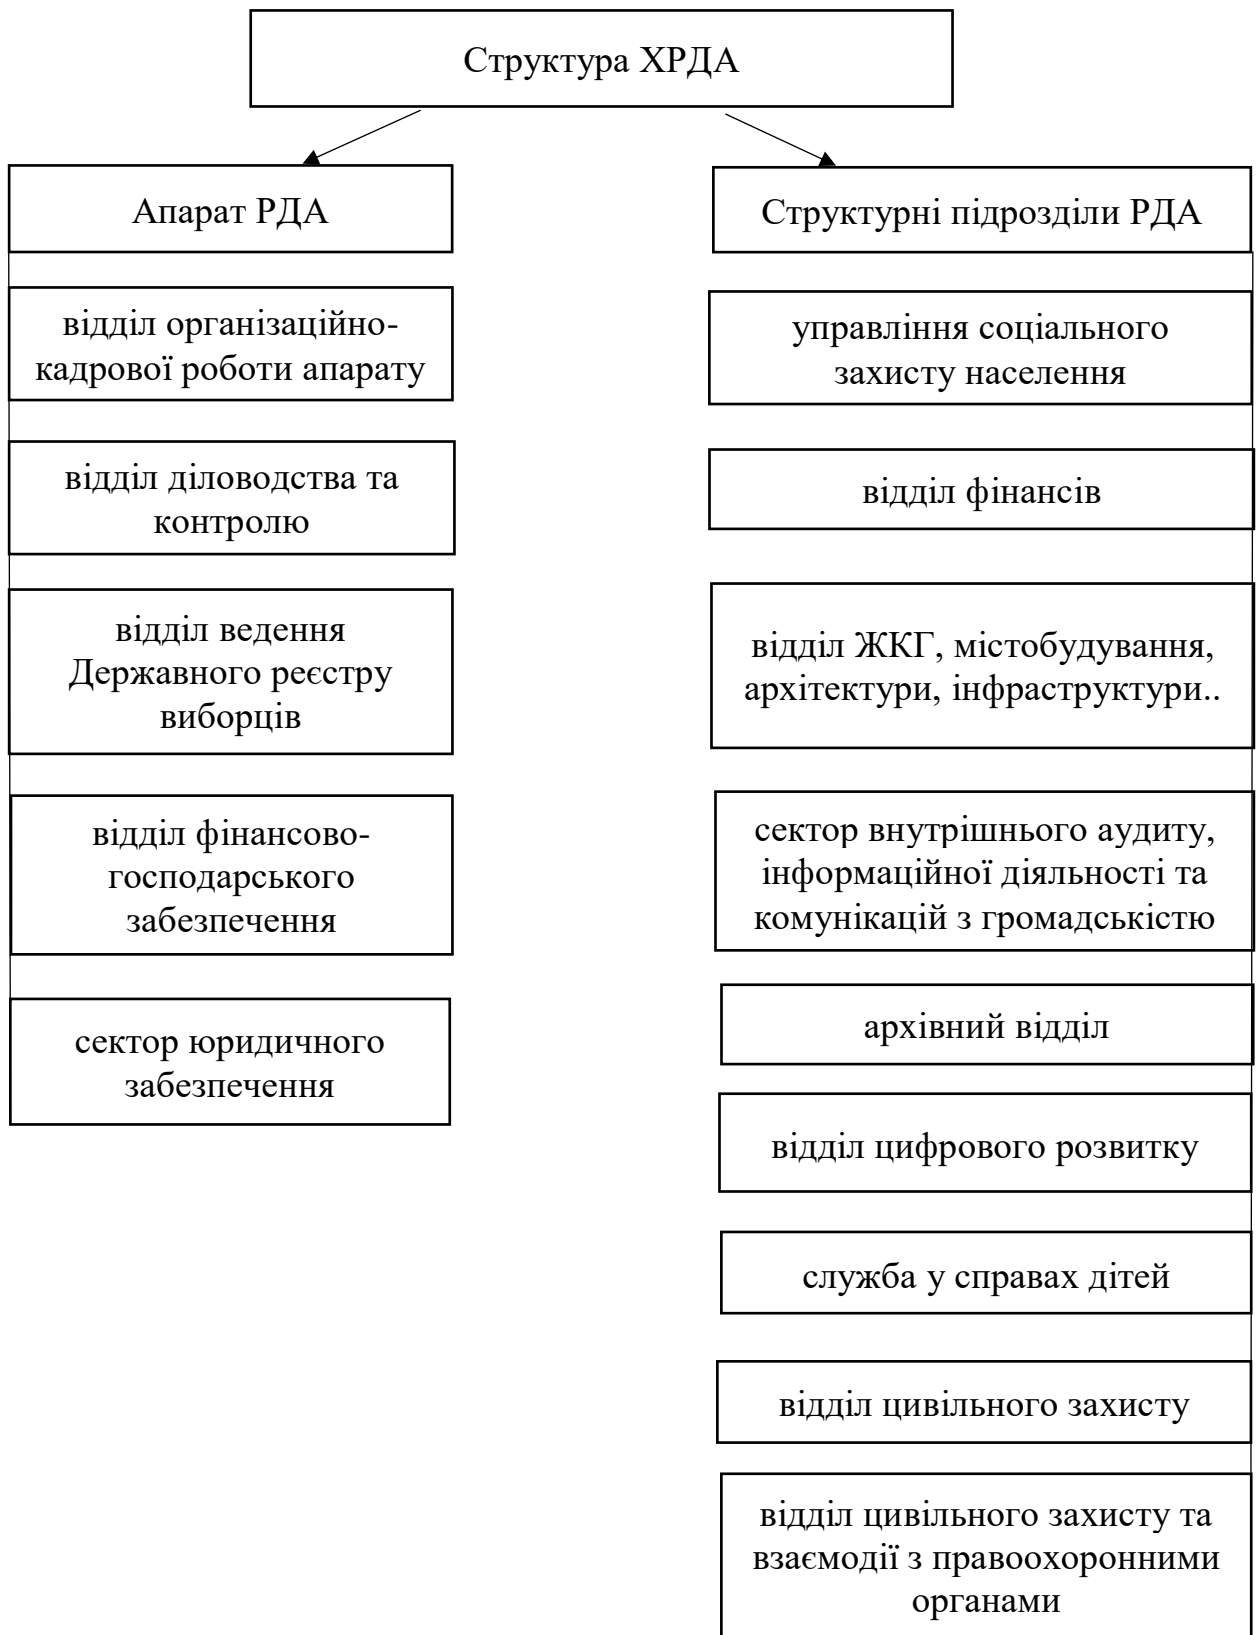 Структура ХРДА
Апарат РДА
відділ організаційно-
кадрової роботи апарату
відділ діловодства та
контролю
відділ ведення
Державного реєстру
виборців
відділ фінансово-
господарського
забезпечення
сектор юридичного
забезпечення
Структурні підрозділи РДА
управління соціального
захисту населення
відділ фінансів
відділ ЖКГ, містобудування,
архітектури, інфраструктури..
сектор внутрішнього аудиту,
інформаційної діяльності та
комунікацій з громадськістю
архівний відділ
відділ цифрового розвитку
служба у справах дітей
відділ цивільного захисту
відділ цивільного захисту та
взаємодії з правоохоронними
органами